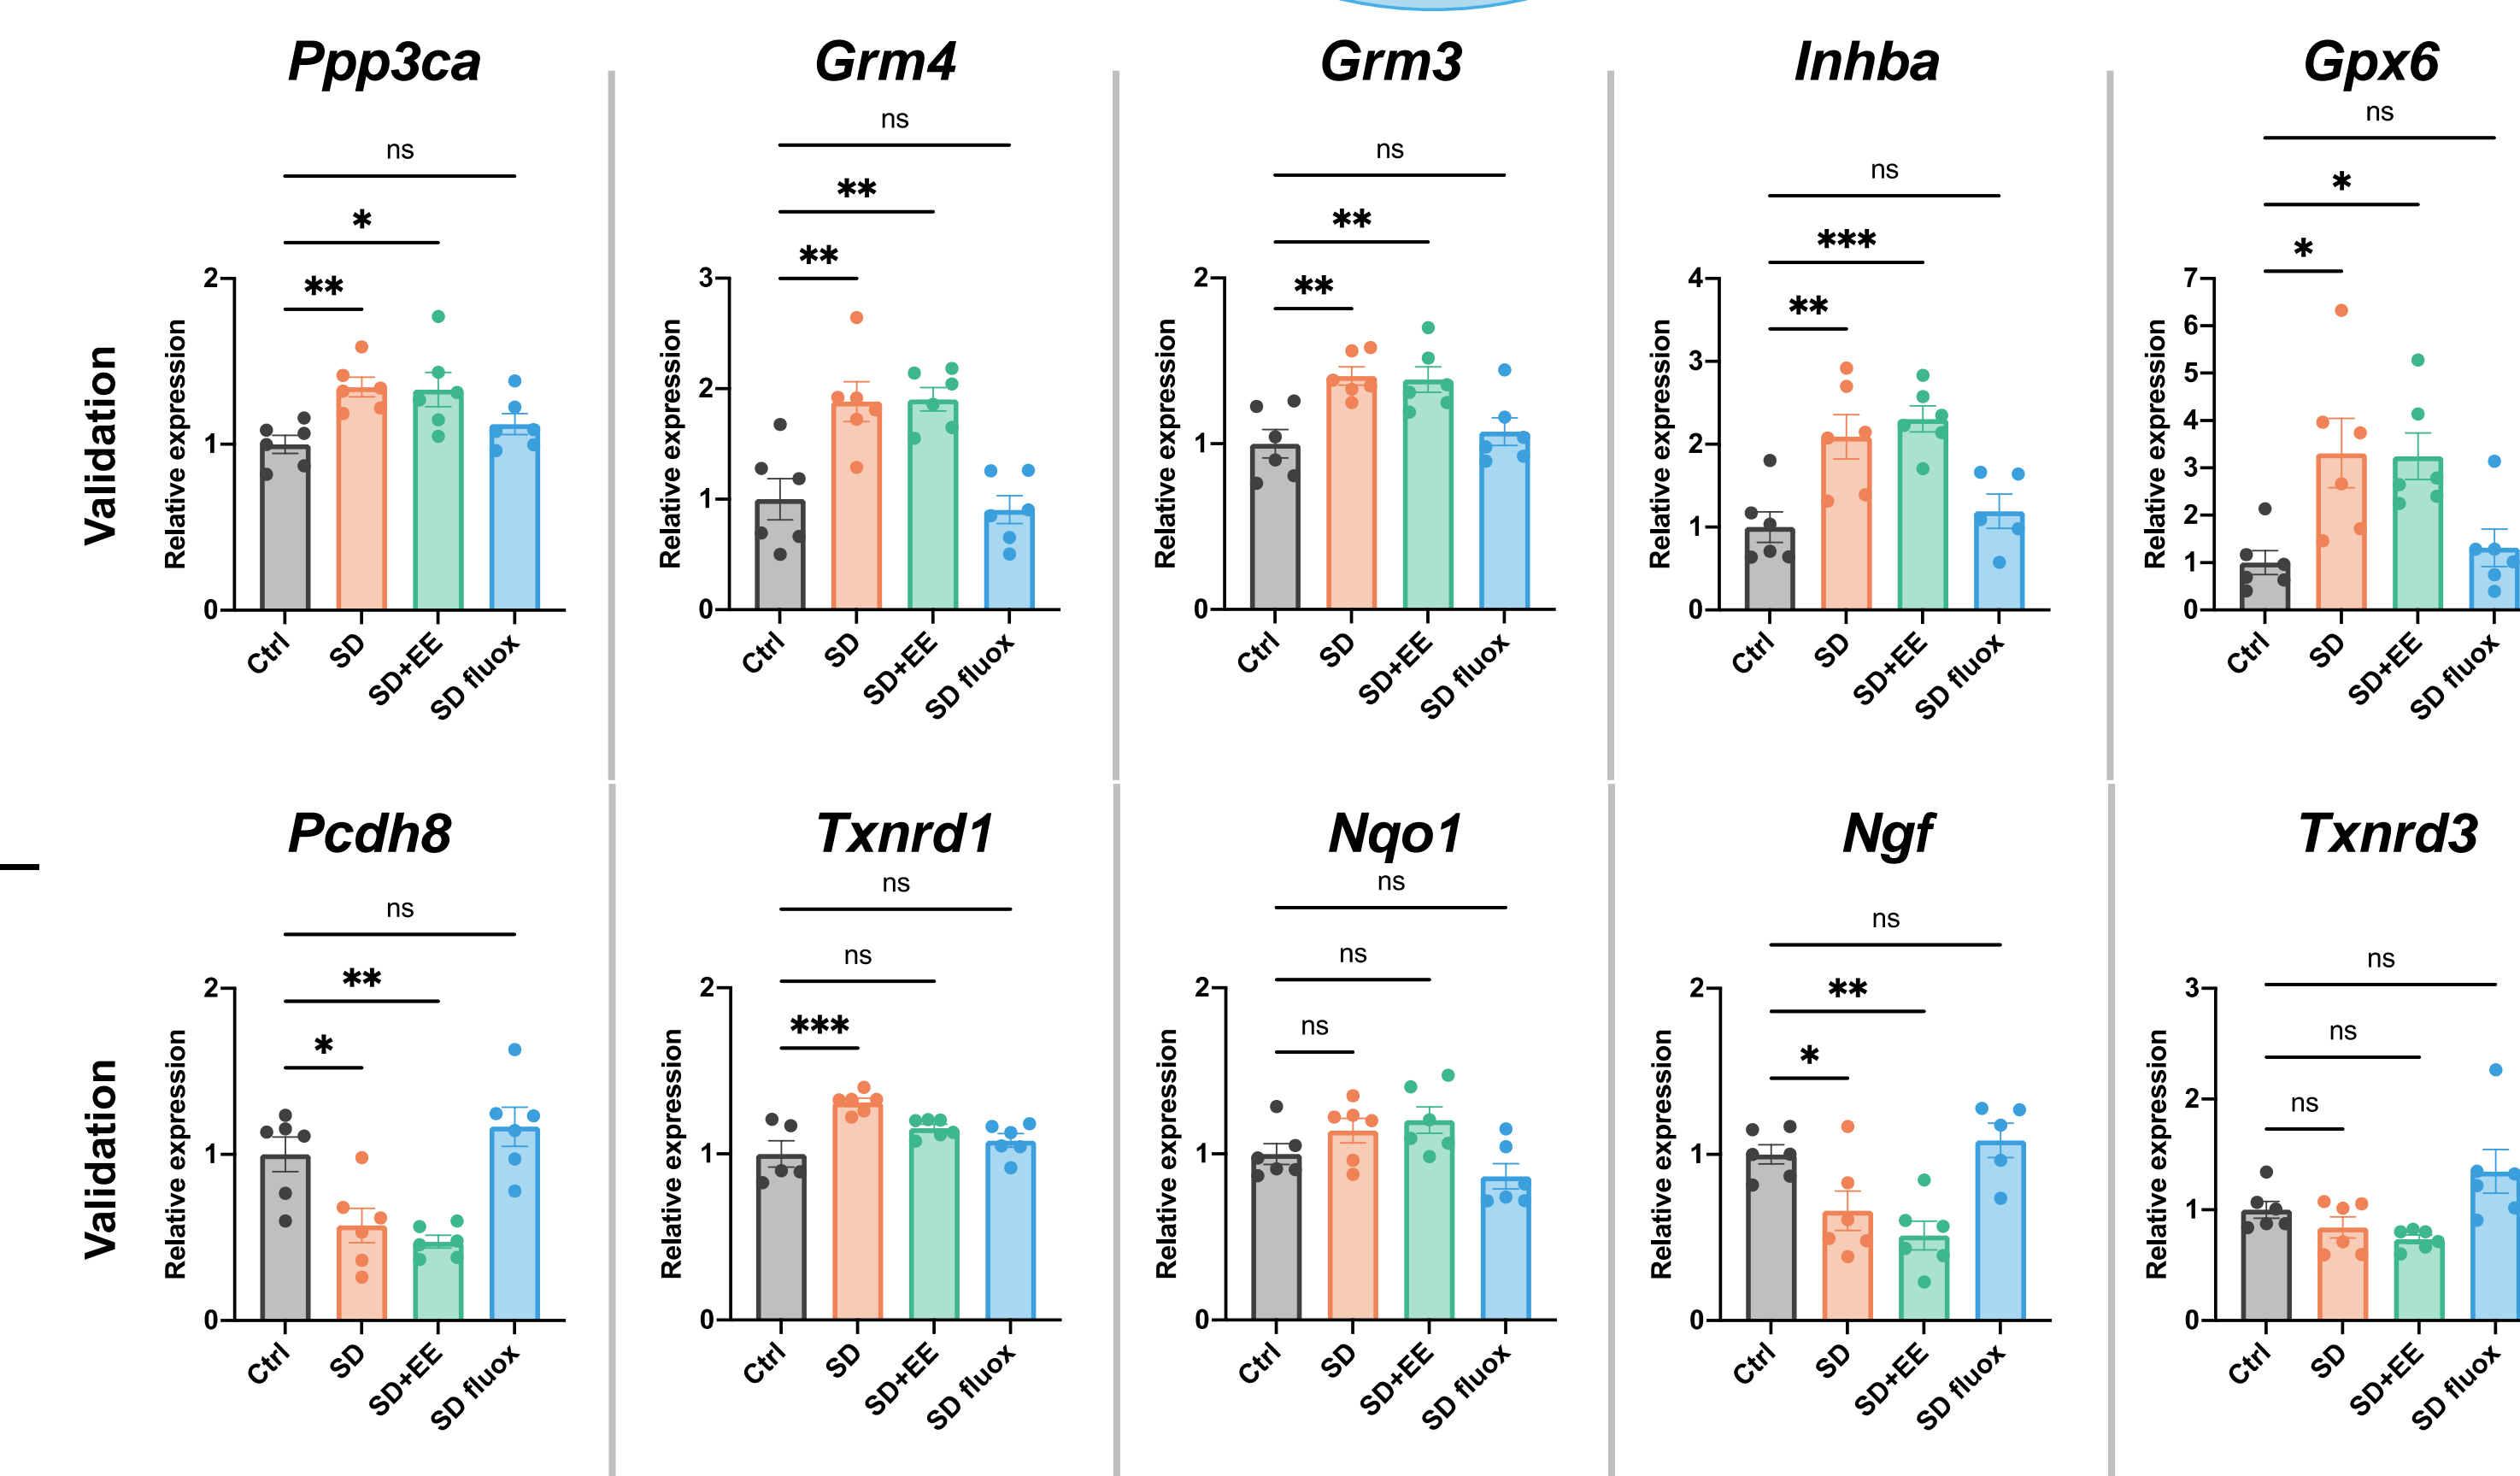 Ppp3ca Grm4 Grm3 Inhba Gpx6
Validation
Relative expression
ns
*
**
2
1
0
Ctrl SD SD+EE SD fluox
Relative expression
ns
**
**
3
2
1
0
Ctrl SD SD+EE SD fluox
Relative expression
ns
**
**
2
1
0
Ctrl SD SD+EE SD fluox
Relative expression
ns
***
**
4
3
2
1
0
Ctrl SD SD+EE SD fluox
Relative expression
ns
*
*
7
6
5
4
3
2
1
0
Ctrl SD SD+EE SD fluox
Pcdh8 Txnrd1 Nqo1 Ngf Txnrd3
Validation
Relative expression
ns
**
*
2
1
0
Ctrl SD SD+EE SD fluox
Relative expression
ns
ns
***
2
1
0
Ctrl SD SD+EE SD fluox
Relative expression
ns
ns
ns
2
1
0
Ctrl SD SD+EE SD fluox
Relative expression
ns
**
*
2
1
0
Ctrl SD SD+EE SD fluox
Relative expression
ns
ns
ns
3
2
1
0
Ctrl SD SD+EE SD fluox